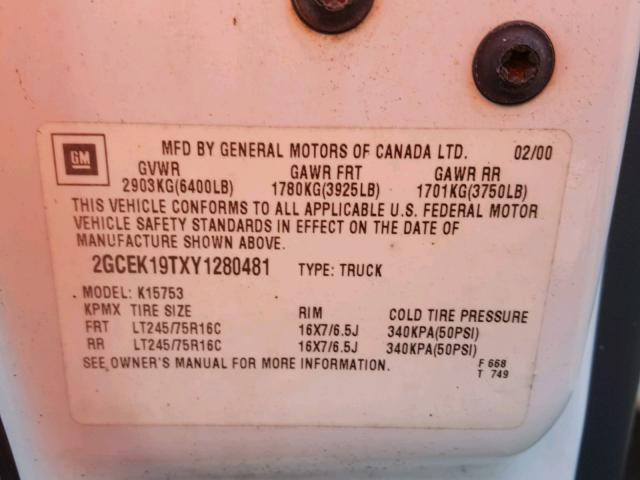 GM
MFD BY GENERAL MOTORS OF CANADA LTD. 02/00
GVWR GAWR FRT GAWR RR
2903KG(6400LB) 1780KG(3925LB) 1701KG(3750LB)
THIS VEHICLE CONFORMS TO ALL APPLICABLE U.S. FEDERAL MOTOR
VEHICLE SAFETY STANDARDS IN EFFECT ON THE DATE OF
MANUFACTURE SHOWN ABOVE.
2GCEK19TXY1280481 TYPE: TRUCK
MODEL: K15753
KPMX TIRE SIZE RIM COLD TIRE PRESSURE
FRT LT245/75R16C 16X7/6.5J 340KPA(50PSI)
RR LT245/75R16C 16X7/6.5J 340KPA(50PSI)
SEE OWNER'S MANUAL FOR MORE INFORMATION. F 668
T 749